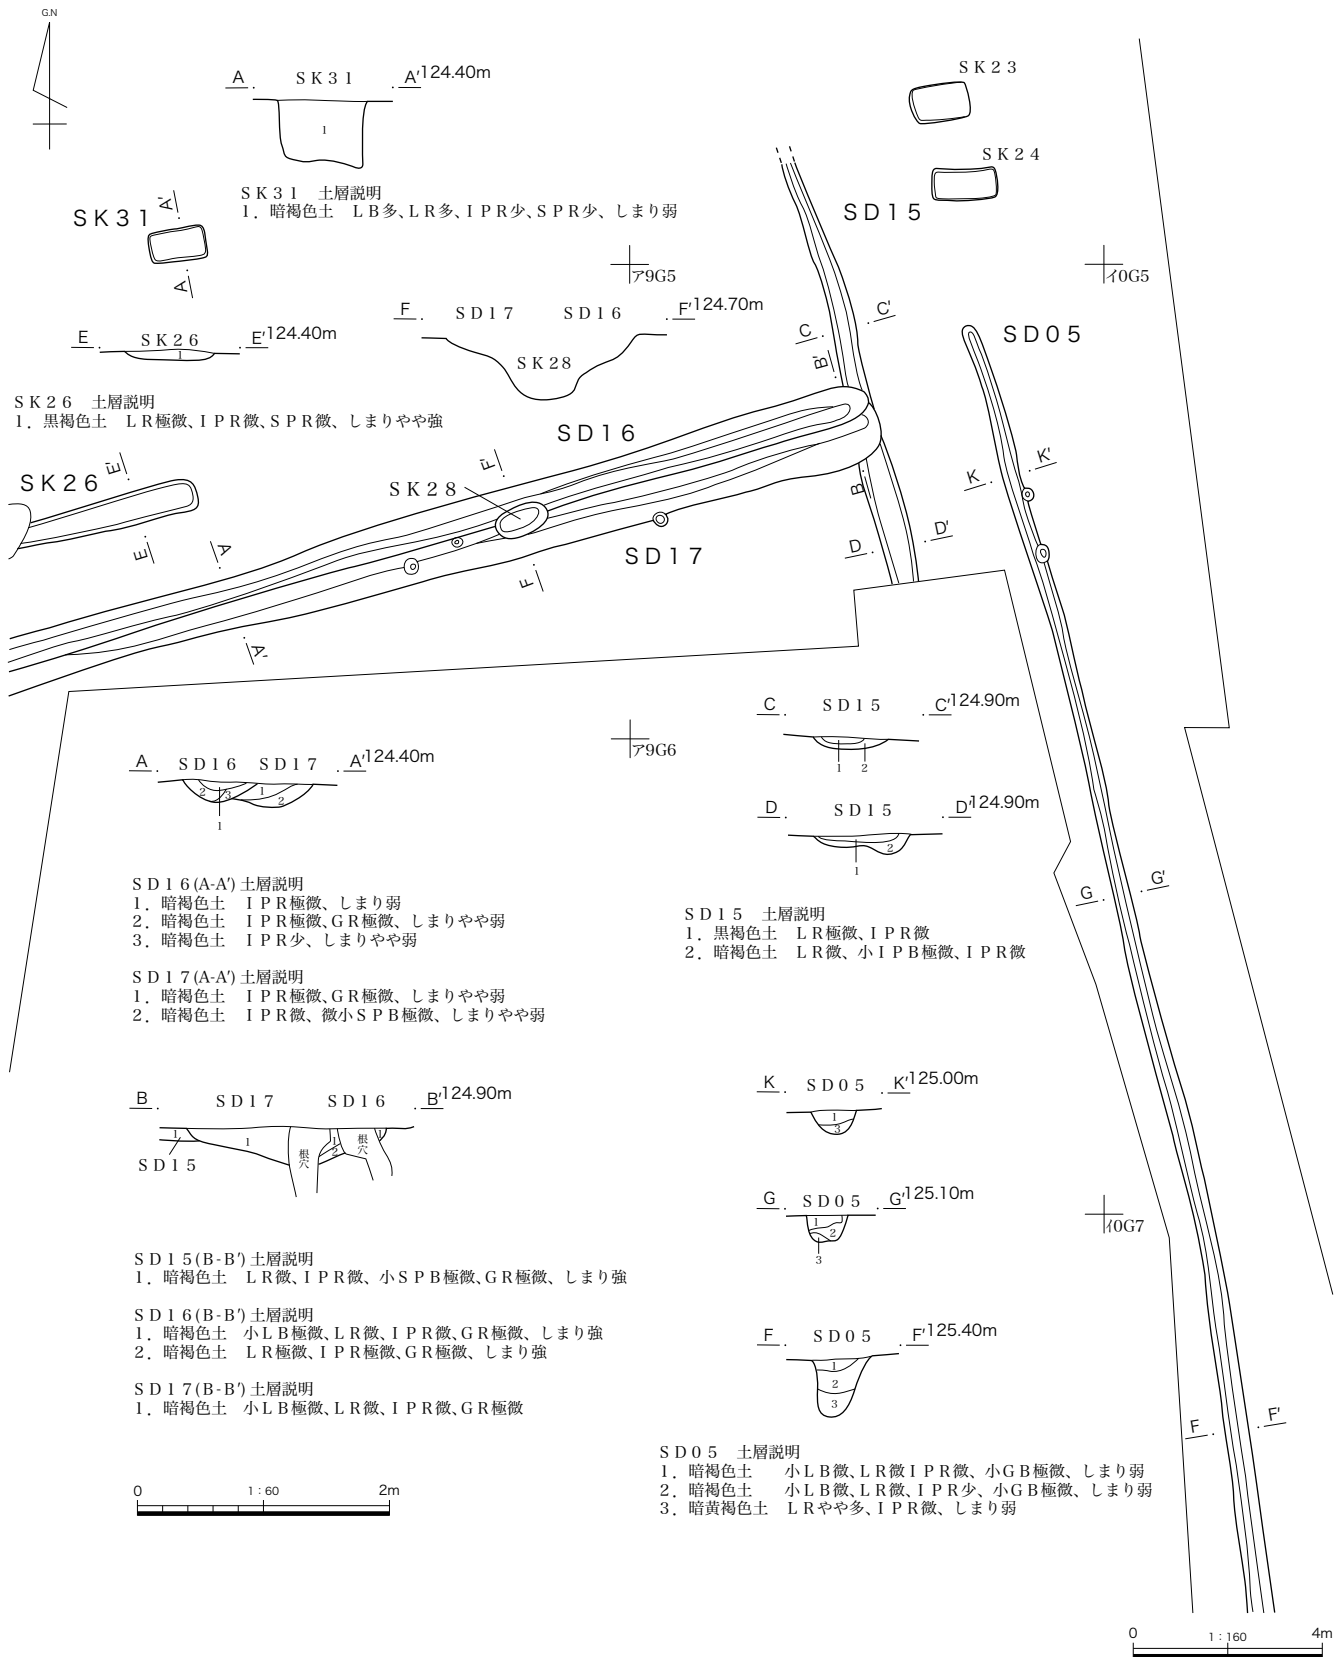 G.N
A SK31 A' 124.40m
1
SK31 土層説明
1．暗褐色土 LB多、LR多、IPR少、SPR少、しまり弱
SK31
A'
A
SK23
SK24
SD15
ア9G5
イ0G5
E SK26 E' 124.40m
1
F SD17 SD16 F' 124.70m
SK28
C C'
B'
SD05
SK26 土層説明
1．黒褐色土 LR極微、IPR微、SPR微、しまりやや強
SD16
SK26
E'
E
A
A'
F'
SK28
F
SD17
B
D D'
K K'
ア9G6
C SD15 C' 124.90m
1 2
A SD16 SD17 A' 124.40m
2 3 1 2
1
D SD15 D' 124.90m
2
1
SD16(A-A')土層説明
1．暗褐色土 IPR極微、しまり弱
2．暗褐色土 IPR極微、GR極微、しまりやや弱
3．暗褐色土 IPR少、しまりやや弱
SD17(A-A')土層説明
1．暗褐色土 IPR極微、GR極微、しまりやや弱
2．暗褐色土 IPR微、微小SPB極微、しまりやや弱
G G'
SD15 土層説明
1．黒褐色土 LR極微、IPR微
2．暗褐色土 LR微、小IPB極微、IPR微
B SD17 SD16 B' 124.90m
1 1 根穴 1 2 根穴 1
SD15
K SD05 K' 125.00m
1
3
G SD05 G' 125.10m
1
2
3
イ0G7
SD15(B-B')土層説明
1．暗褐色土 LR微、IPR微、小SPB極微、GR極微、しまり強
SD16(B-B')土層説明
1．暗褐色土 小LB極微、LR微、IPR微、GR極微、しまり強
2．暗褐色土 LR極微、IPR極微、GR極微、しまり強
SD17(B-B')土層説明
1．暗褐色土 小LB極微、LR微、IPR微、GR極微
F SD05 F' 125.40m
1
2
3
F F'
SD05 土層説明
1．暗褐色土 小LB微、LR微IPR微、小GB極微、しまり弱
2．暗褐色土 小LB微、LR微、IPR少、小GB極微、しまり弱
3．暗黄褐色土 LRやや多、IPR微、しまり弱
0 1：60 2m
0 1：160 4m